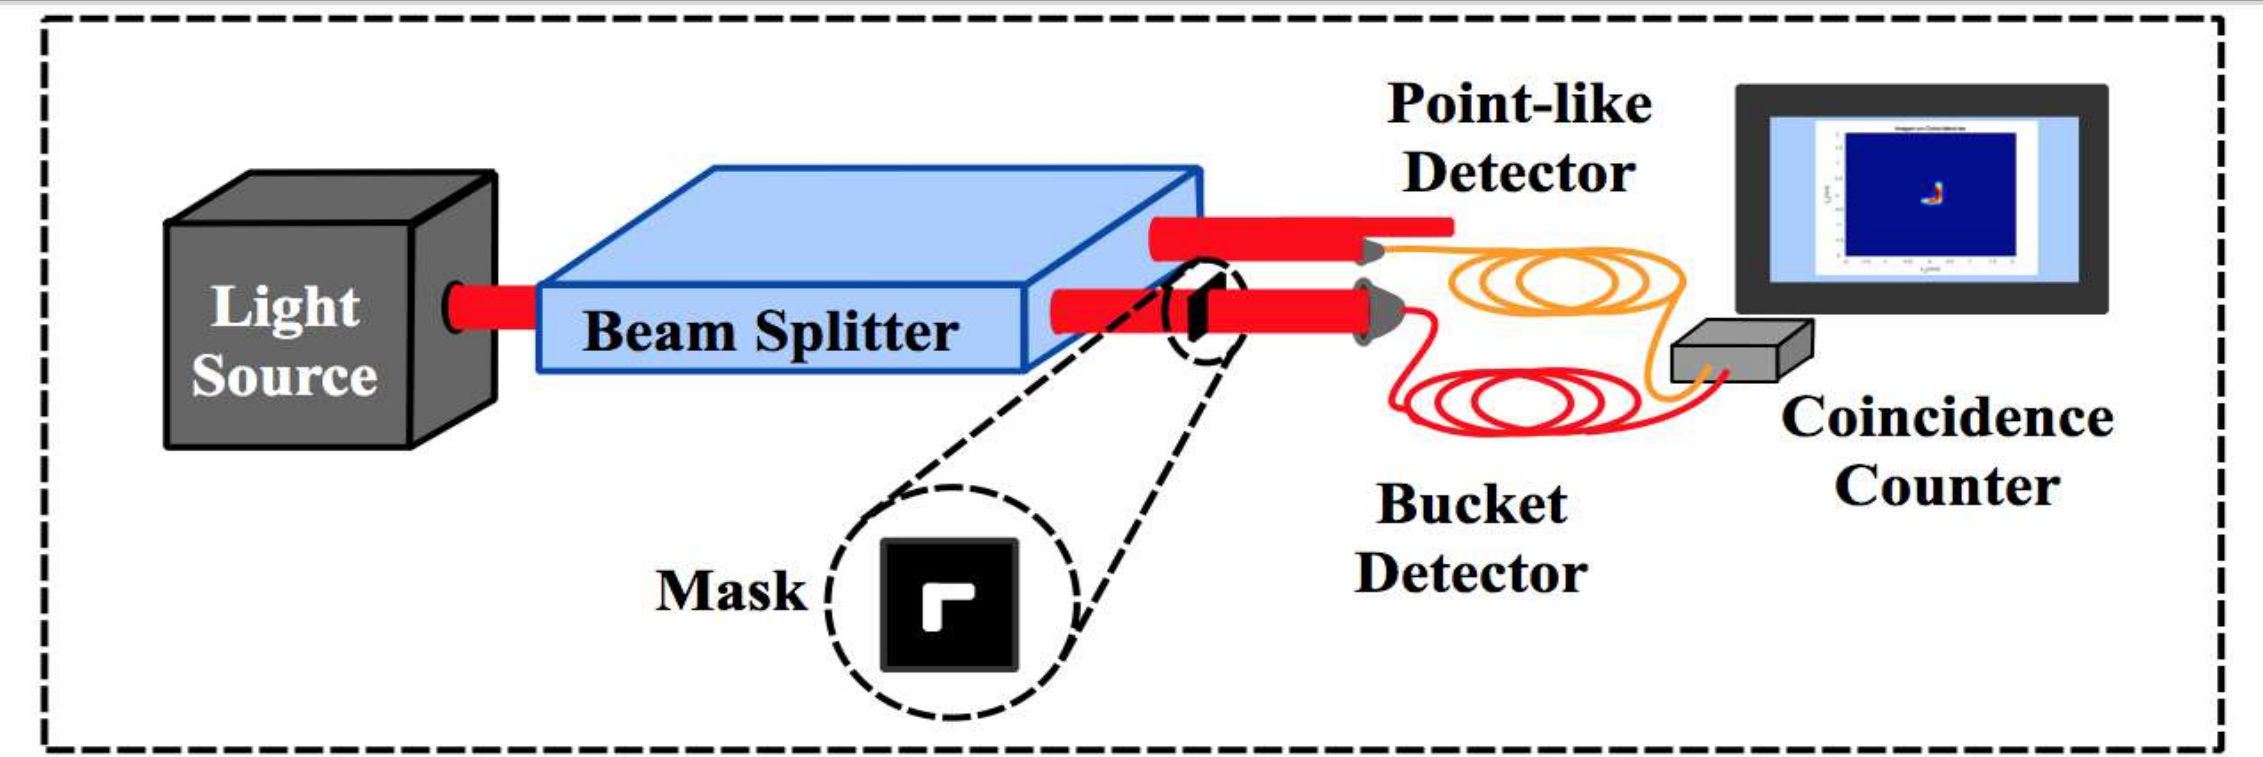 Light
Source
Beam Splitter
Point-like
Detector
Coincidence
Counter
Bucket
Detector
Mask